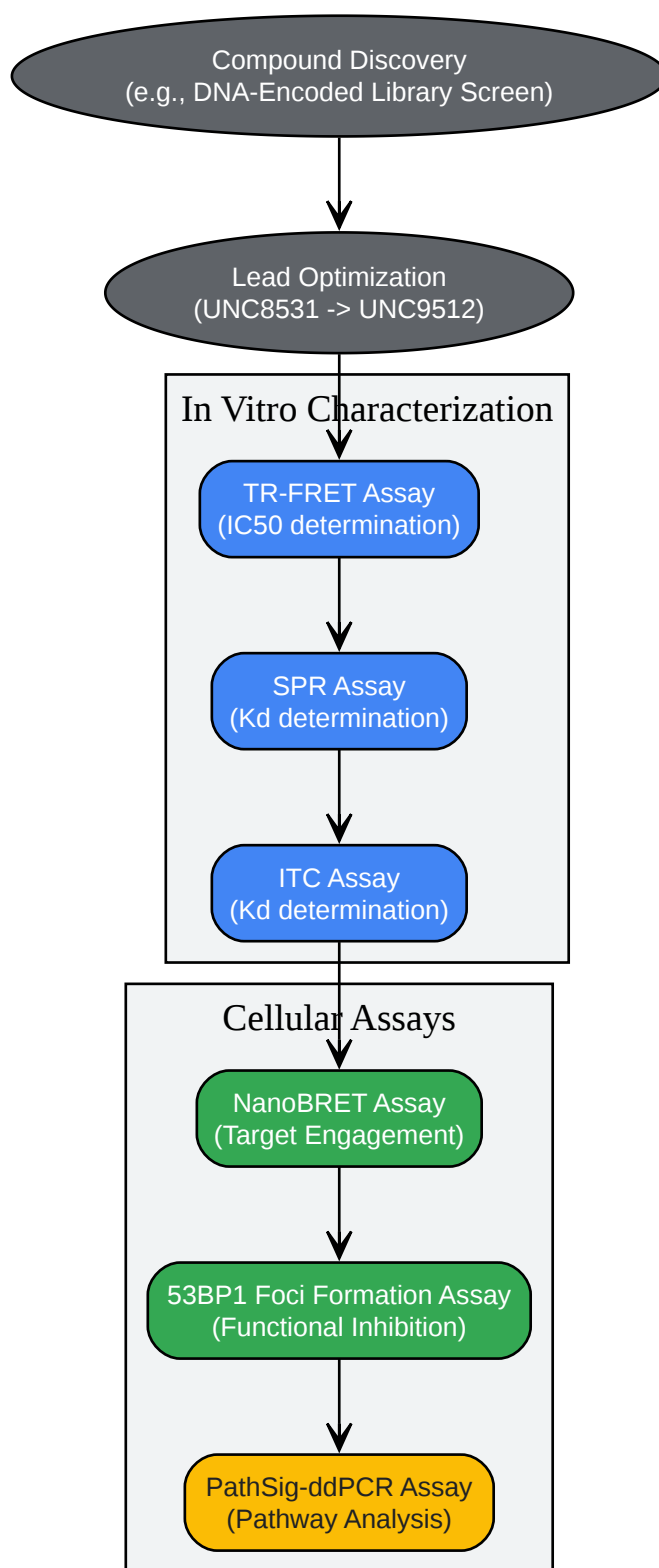 Compound Discovery
(e.g., DNA-Encoded Library Screen)
Lead Optimization
(UNC8531 -> UNC9512)
In Vitro Characterization
TR-FRET Assay
(IC50 determination)
SPR Assay
(Kd determination)
ITC Assay
(Kd determination)
Cellular Assays
NanoBRET Assay
(Target Engagement)
53BP1 Foci Formation Assay
(Functional Inhibition)
PathSig-ddPCR Assay
(Pathway Analysis)